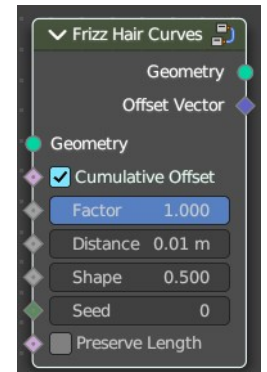 Frizz Hair Curves
Geometry
Offset Vector
Geometry
Cumulative Offset
Factor 1.000
Distance 0.01 m
Shape 0.500
Seed 0
Preserve Length